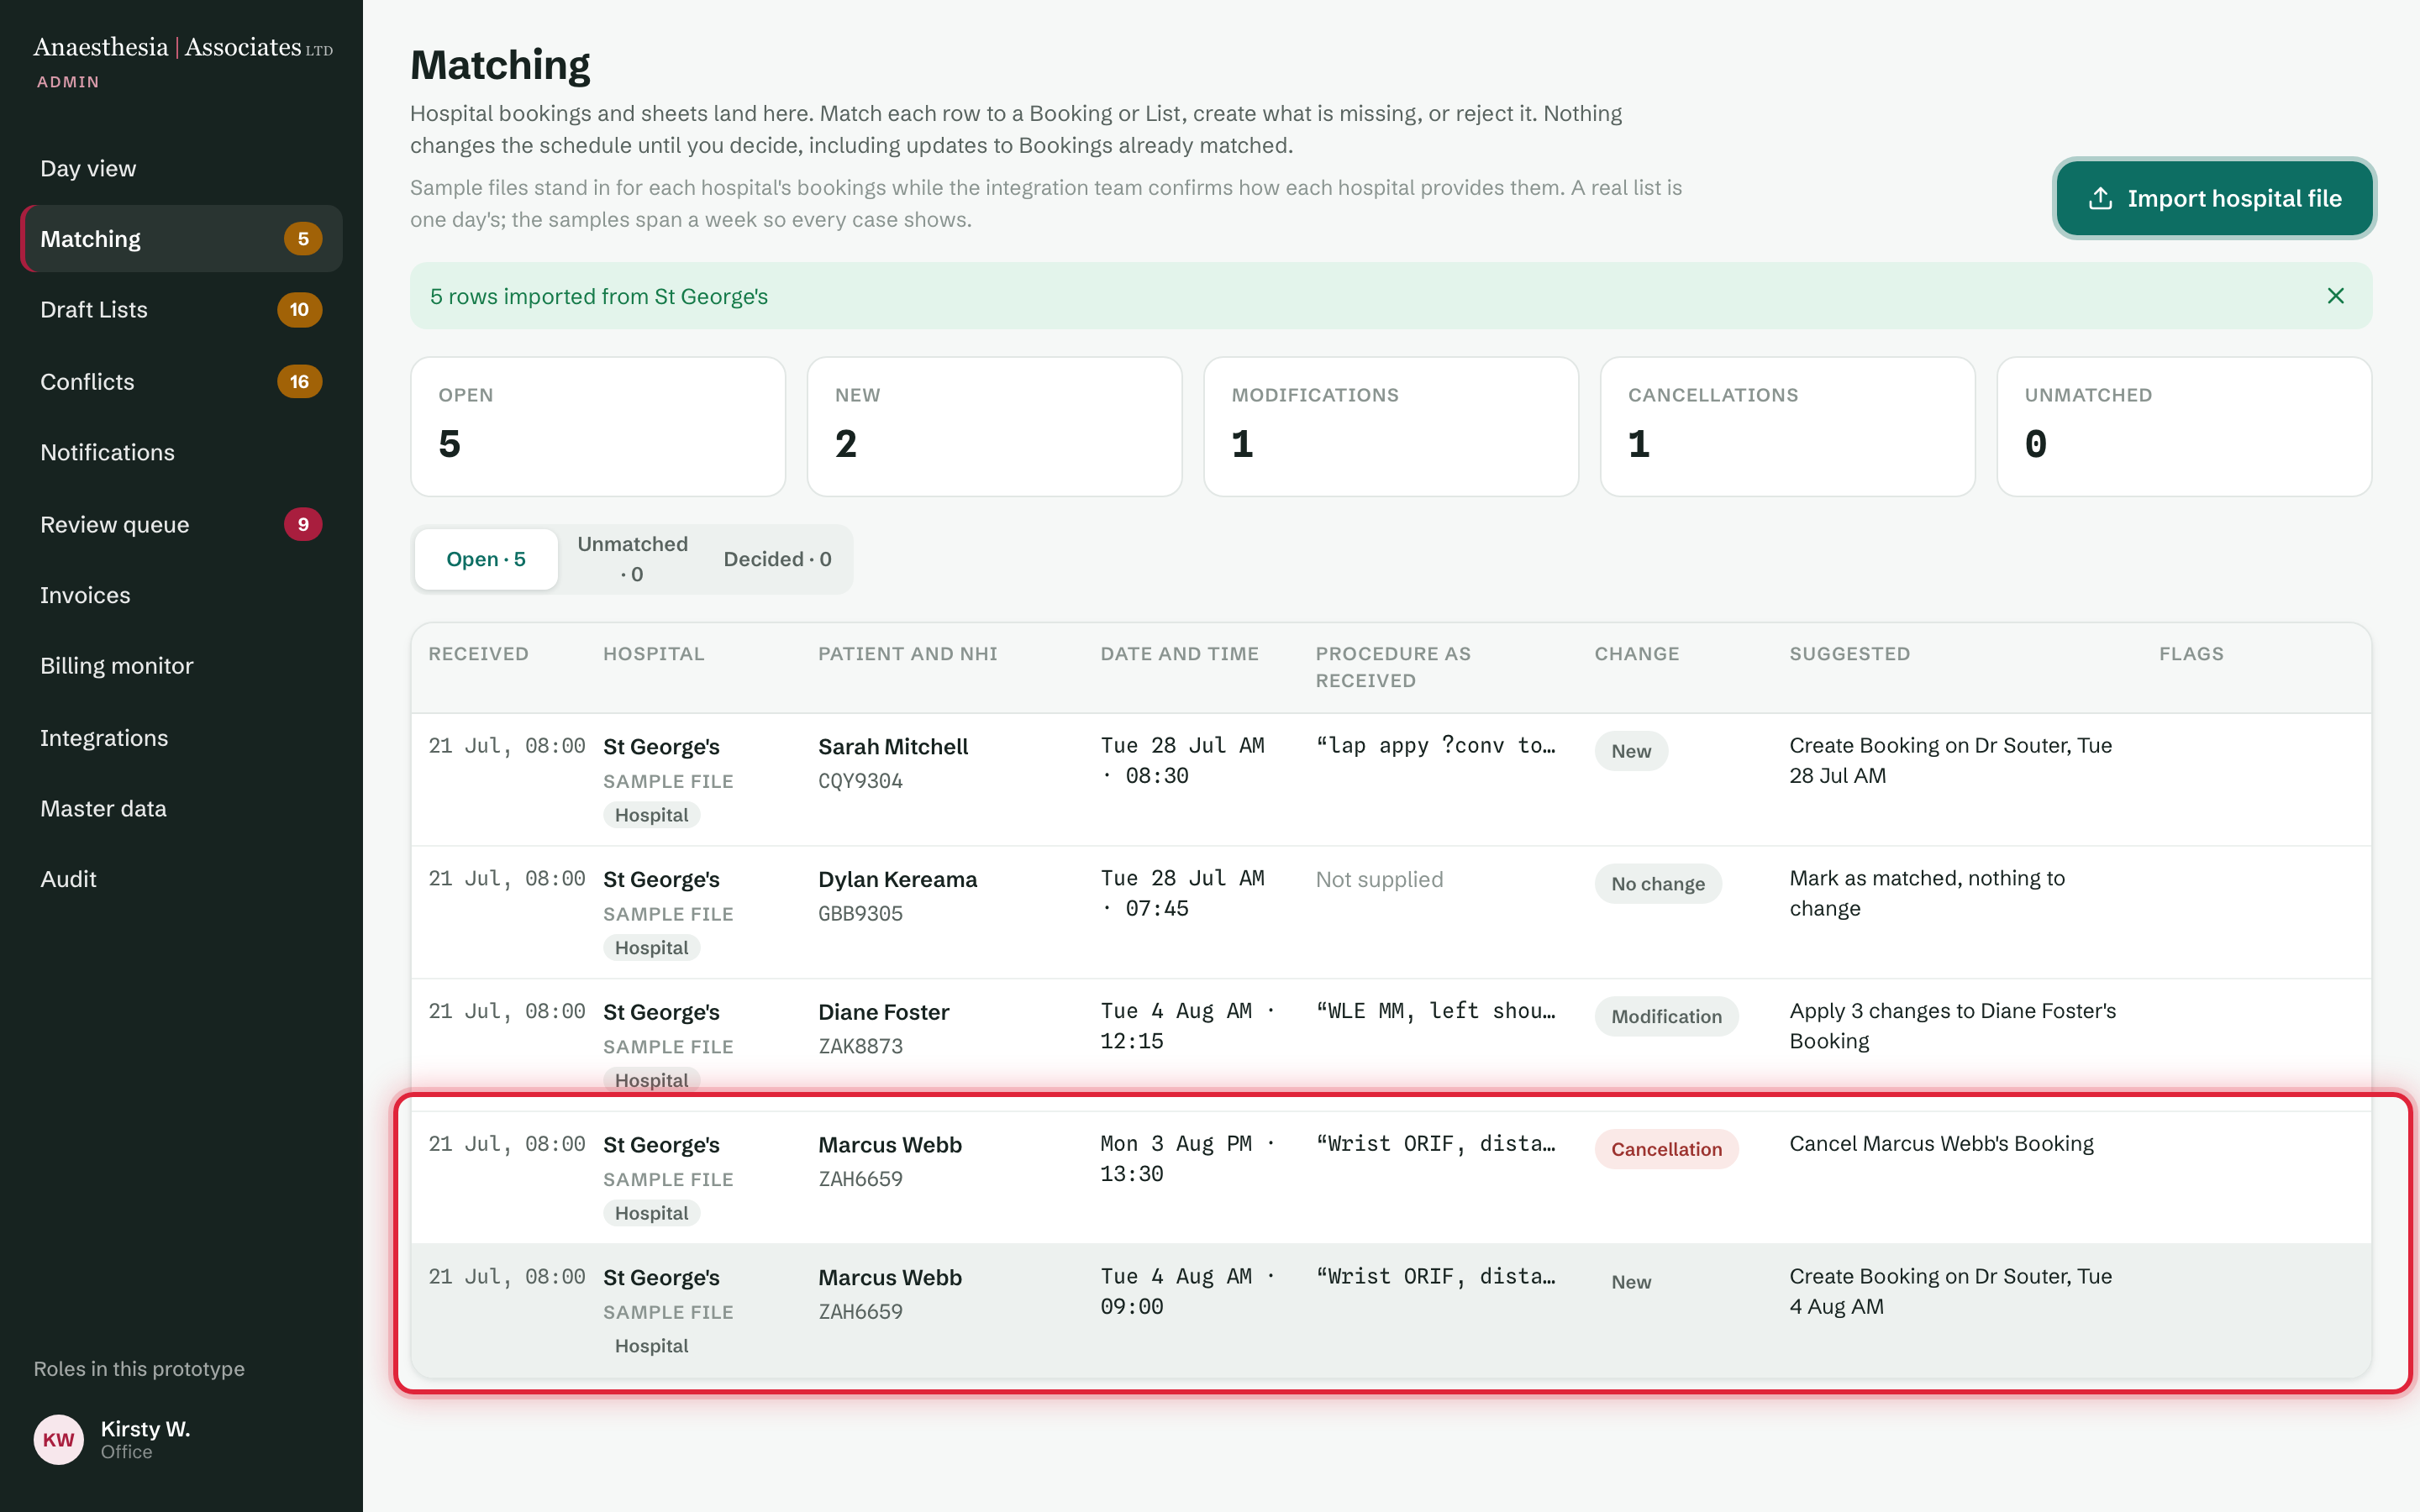 Anaesthesia | Associates LTD
ADMIN
Day view
Matching 5
Draft Lists 10
Conflicts 16
Notifications
Review queue 9
Invoices
Billing monitor
Integrations
Master data
Audit
Roles in this prototype
KW
Kirsty W.
Office
Matching
Hospital bookings and sheets land here. Match each row to a Booking or List, create what is missing, or reject it. Nothing
changes the schedule until you decide, including updates to Bookings already matched.
Sample files stand in for each hospital's bookings while the integration team confirms how each hospital provides them. A real list is
one day's; the samples span a week so every case shows.
Import hospital file
5 rows imported from St George's
OPEN
5
NEW
2
MODIFICATIONS
1
CANCELLATIONS
1
UNMATCHED
0
Open · 5
Unmatched
· 0
Decided · 0
RECEIVED
HOSPITAL
PATIENT AND NHI
DATE AND TIME
PROCEDURE AS
RECEIVED
CHANGE
SUGGESTED
FLAGS
21 Jul, 08:00
St George's
SAMPLE FILE
Hospital
Sarah Mitchell
CQY9304
Tue 28 Jul AM
· 08:30
“lap appy ?conv to…
New
Create Booking on Dr Souter, Tue
28 Jul AM
21 Jul, 08:00
St George's
SAMPLE FILE
Hospital
Dylan Kereama
GBB9305
Tue 28 Jul AM
· 07:45
Not supplied
No change
Mark as matched, nothing to
change
21 Jul, 08:00
St George's
SAMPLE FILE
Hospital
Diane Foster
ZAK8873
Tue 4 Aug AM ·
12:15
“WLE MM, left shou…
Modification
Apply 3 changes to Diane Foster's
Booking
21 Jul, 08:00
St George's
SAMPLE FILE
Hospital
Marcus Webb
ZAH6659
Mon 3 Aug PM ·
13:30
“Wrist ORIF, dista…
Cancellation
Cancel Marcus Webb's Booking
21 Jul, 08:00
St George's
SAMPLE FILE
Hospital
Marcus Webb
ZAH6659
Tue 4 Aug AM ·
09:00
“Wrist ORIF, dista…
New
Create Booking on Dr Souter, Tue
4 Aug AM